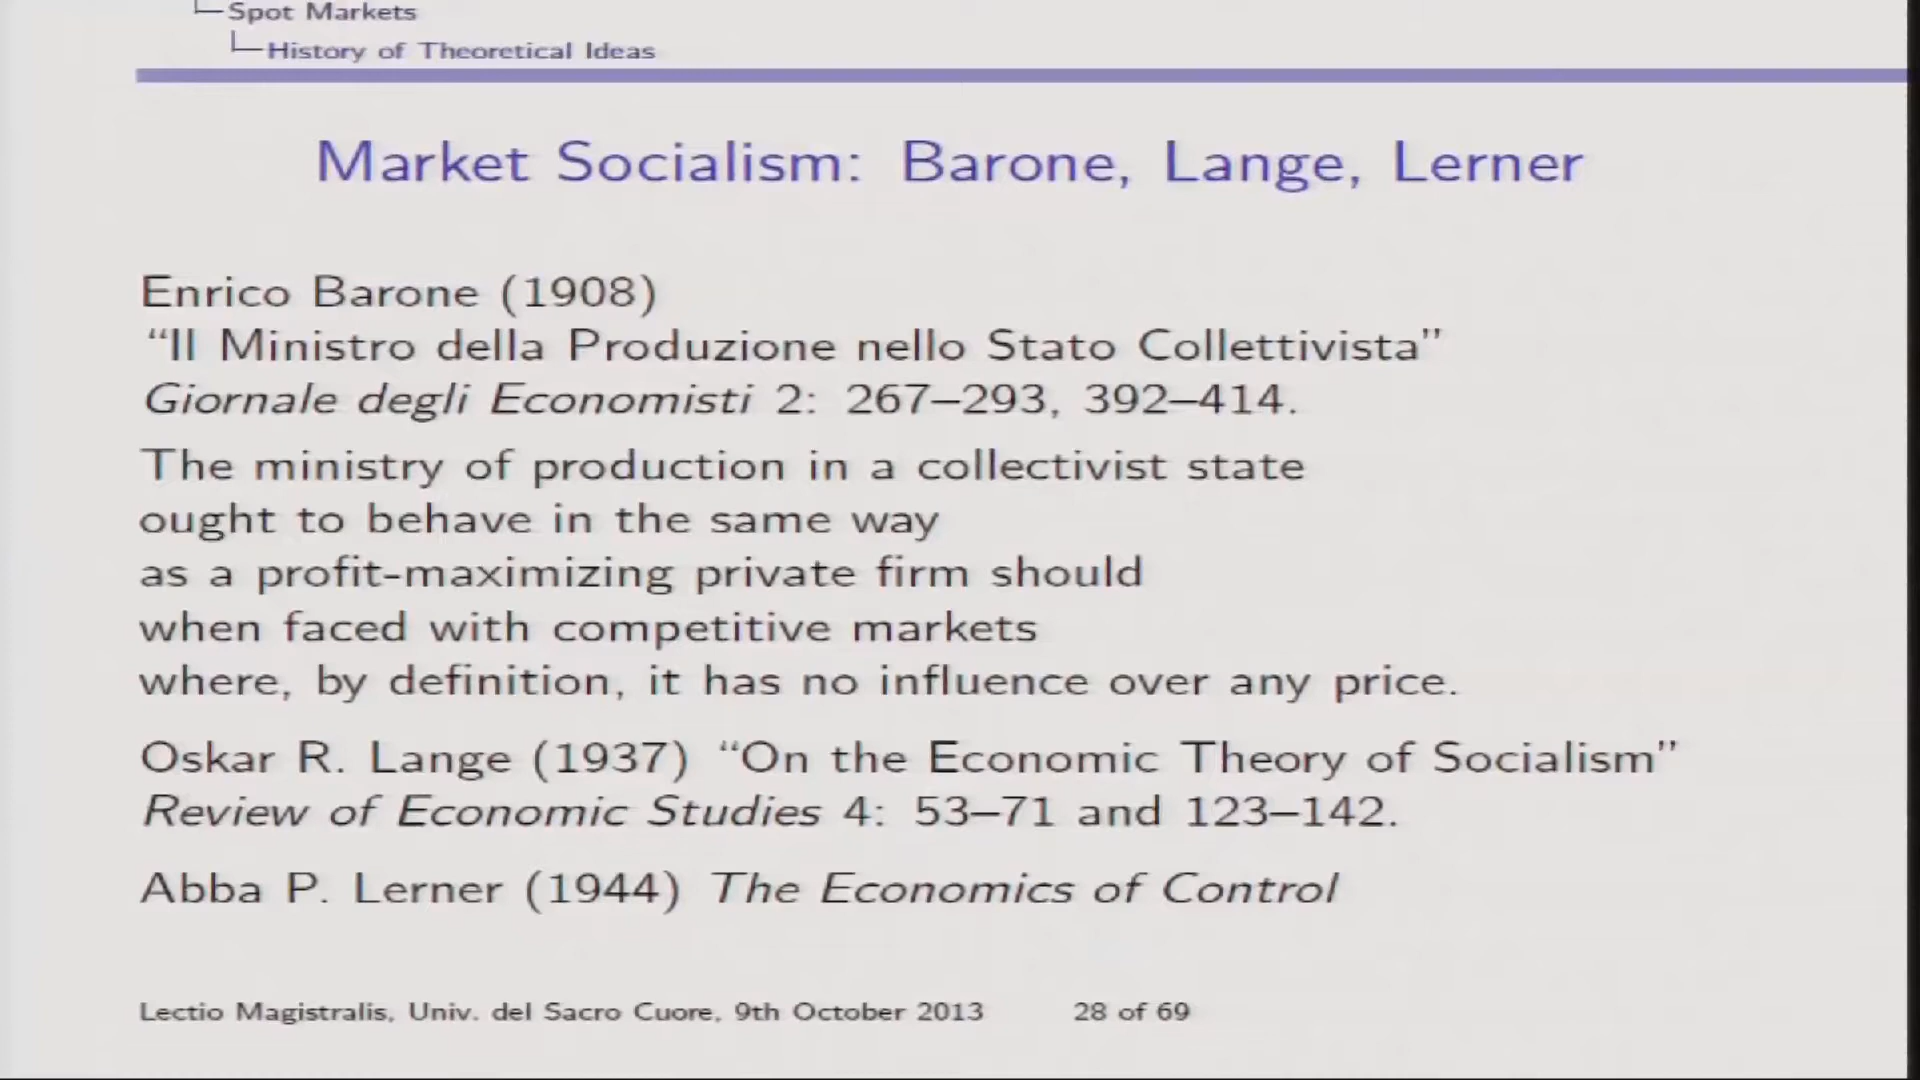 Spot Markets
History of Theoretical Ideas
Market Socialism: Barone, Lange, Lerner
Enrico Barone (1908)
“Il Ministro della Produzione nello Stato Collettivista”
Giornale degli Economisti 2: 267–293, 392–414.
The ministry of production in a collectivist state
ought to behave in the same way
as a profit-maximizing private firm should
when faced with competitive markets
where, by definition, it has no influence over any price.
Oskar R. Lange (1937) “On the Economic Theory of Socialism”
Review of Economic Studies 4: 53–71 and 123–142.
Abba P. Lerner (1944) The Economics of Control
Lectio Magistralis, Univ. del Sacro Cuore, 9th October 2013 28 of 69